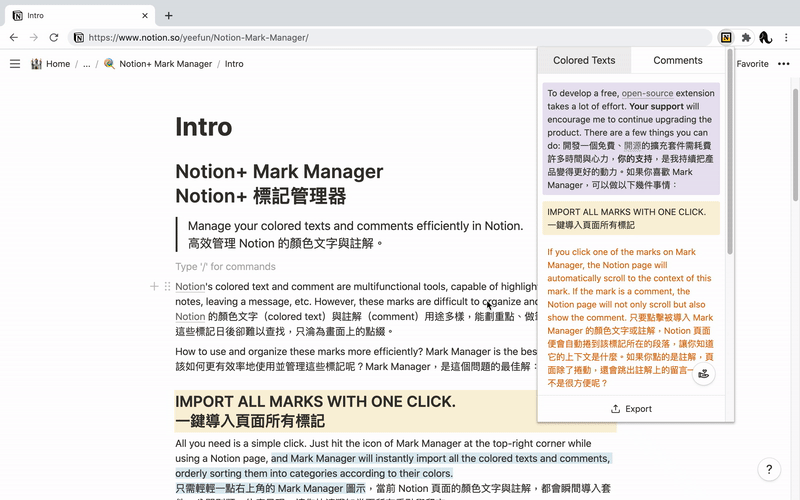 Intro
https://www.notion.so/yeefun/Notion-Mark-Manager/
Home / ... / Notion+ Mark Manager / Intro
Favorite
Intro
Notion+ Mark Manager
Notion+ 標記管理器
Manage your colored texts and comments efficiently in Notion.
高效管理 Notion 的顏色文字與註解。
Type '/' for commands
Notion's colored text and comment are multifunctional tools, capable of highligh
notes, leaving a message, etc. However, these marks are difficult to organize and
Notion 的顏色文字（colored text）與註解（comment）用途多樣，能劃重點、做筆
這些標記日後卻難以查找，只淪為畫面上的點綴。
How to use and organize these marks more efficiently? Mark Manager is the bes
該如何更有效率地使用並管理這些標記呢？Mark Manager，是這個問題的最佳解：
IMPORT ALL MARKS WITH ONE CLICK.
一鍵導入頁面所有標記
All you need is a simple click. Just hit the icon of Mark Manager at the top-right corner while
using a Notion page, and Mark Manager will instantly import all the colored texts and comments,
orderly sorting them into categories according to their colors.
只需輕輕一點右上角的 Mark Manager 圖示，當前 Notion 頁面的顏色文字與註解，都會瞬間導入套
Colored Texts
Comments
To develop a free, open-source extension
takes a lot of effort. Your support will
encourage me to continue upgrading the
product. There are a few things you can
do: 開發一個免費、開源的擴充套件需耗費
許多時間與心力，你的支持，是我持續把產
品變得更好的動力。如果你喜歡 Mark
Manager，可以做以下幾件事情：
IMPORT ALL MARKS WITH ONE CLICK.
一鍵導入頁面所有標記
If you click one of the marks on Mark
Manager, the Notion page will
automatically scroll to the context of this
mark. If the mark is a comment, the
Notion page will not only scroll but also
show the comment. 只要點擊被導入 Mark
Manager 的顏色文字或註解，Notion 頁面
便會自動捲到該標記所在的段落，讓你知道
它的上下文是什麼。如果你點的是註解，頁
面除了捲動，還會跳出註解上的留言
不是很方便呢？
Export
?